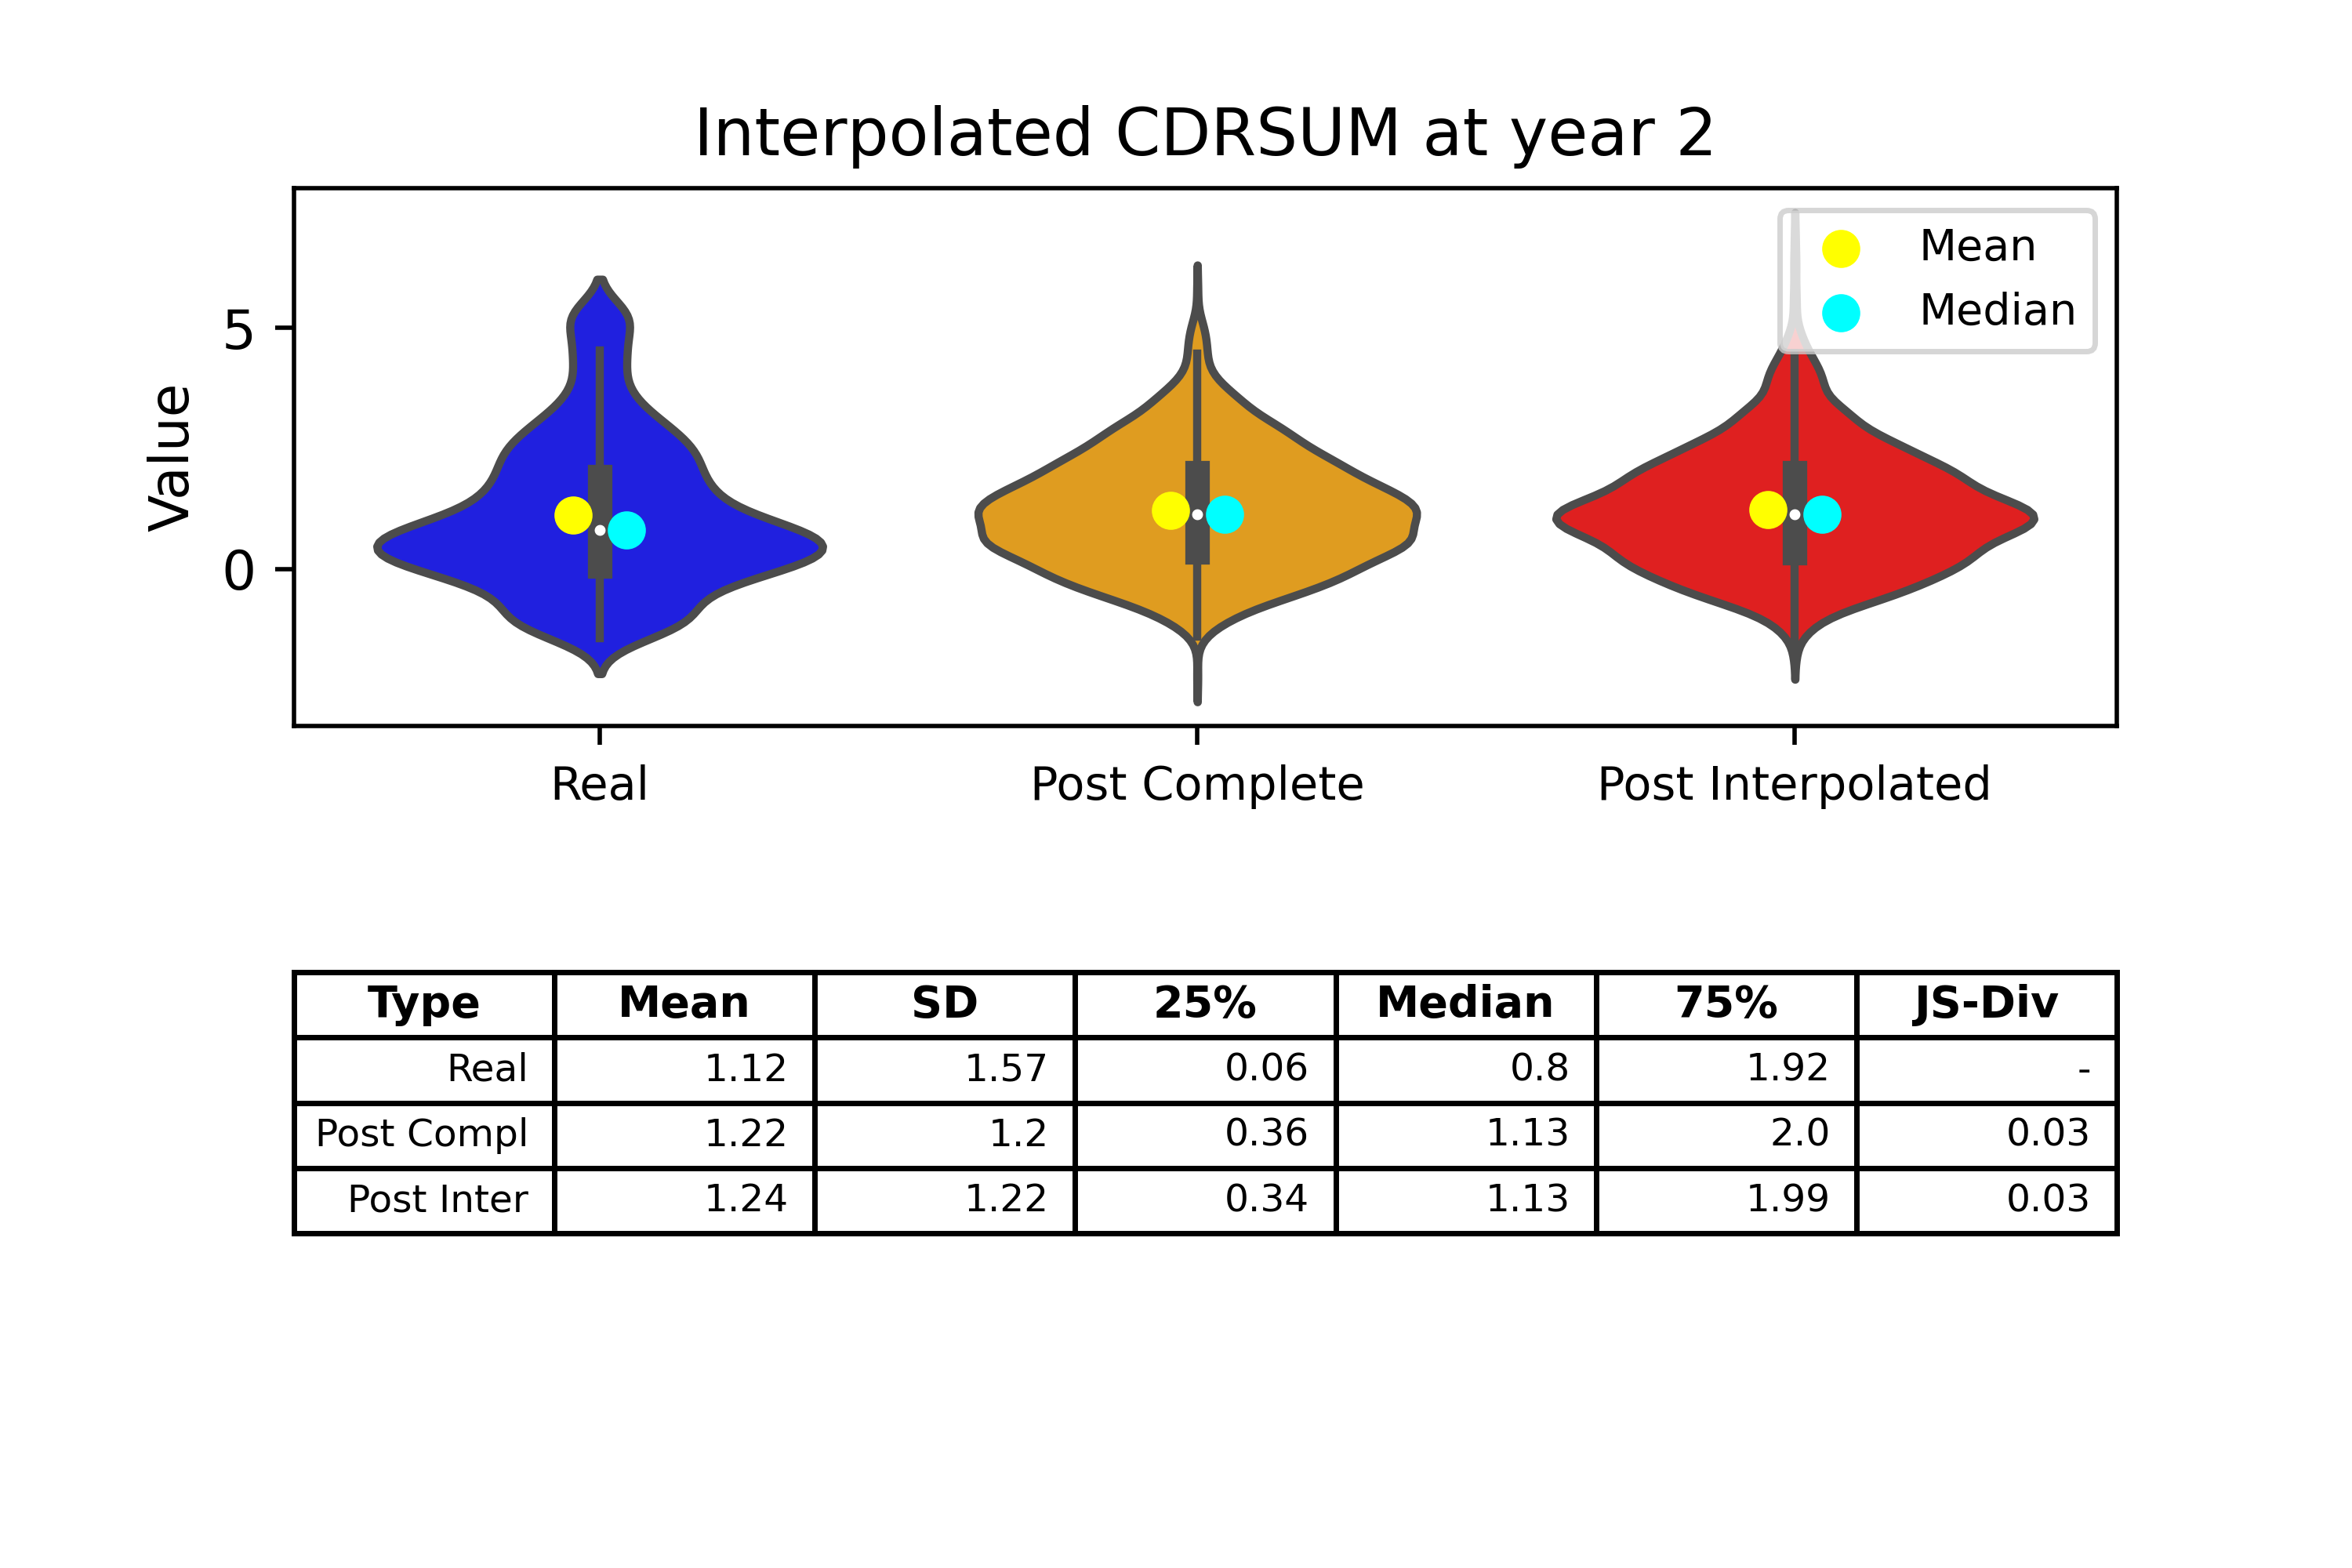 Interpolated CDRSUM at year 2
Value
5
0
Mean
Median
Real Post Complete Post Interpolated
Type Mean SD 25% Median 75% JS-Div
Real 1.12 1.57 0.06 0.8 1.92 -
Post Compl 1.22 1.2 0.36 1.13 2.0 0.03
Post Inter 1.24 1.22 0.34 1.13 1.99 0.03